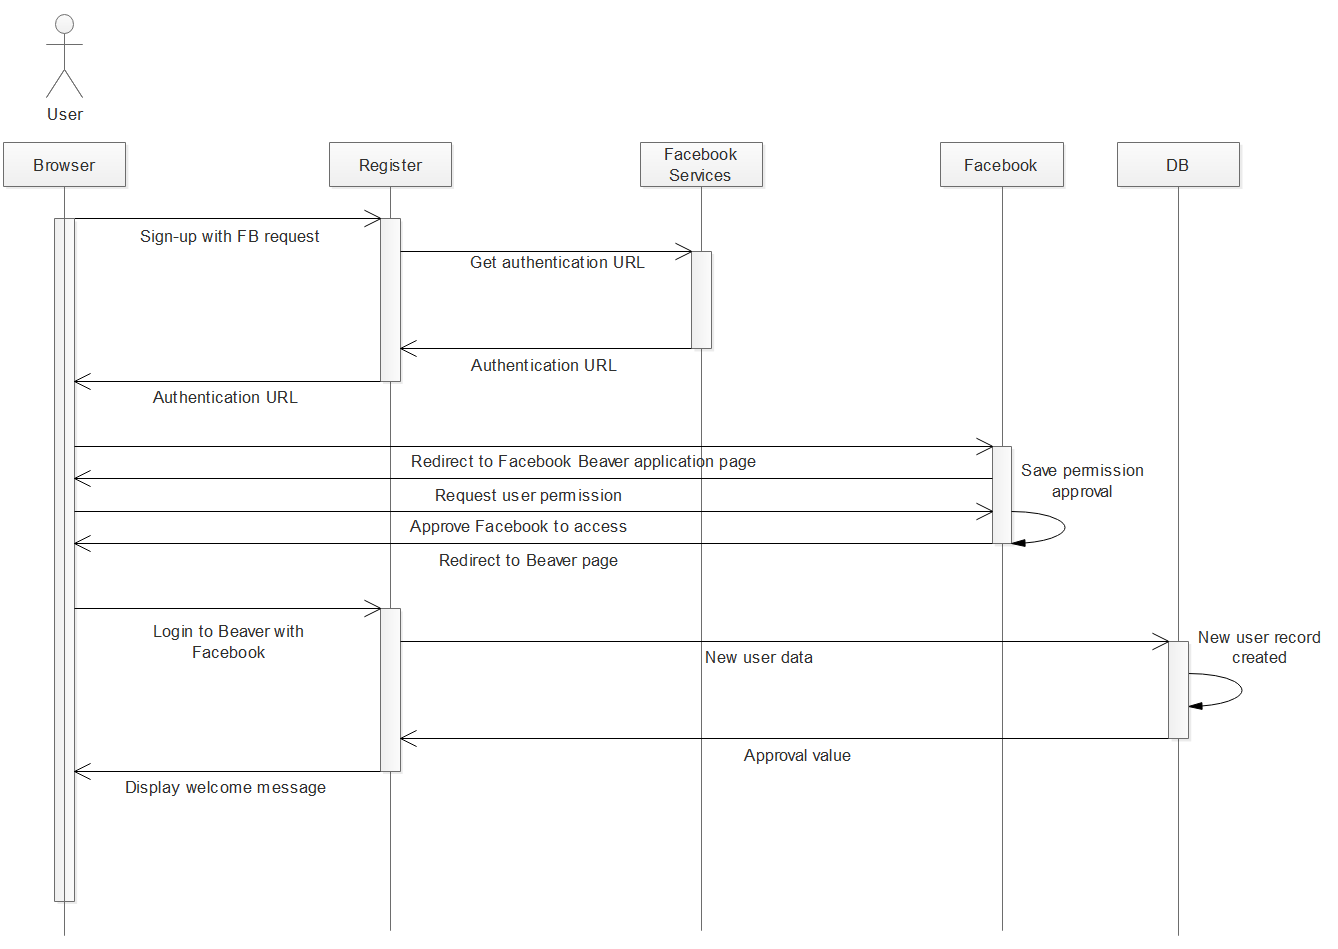 User
Browser
Register
Facebook
Services
Facebook
DB
Sign-up with FB request
Get authentication URL
Authentication URL
Authentication URL
Redirect to Facebook Beaver application page
Save permission
approval
Request user permission
Approve Facebook to access
Redirect to Beaver page
Login to Beaver with
Facebook
New user data
New user record
created
Approval value
Display welcome message